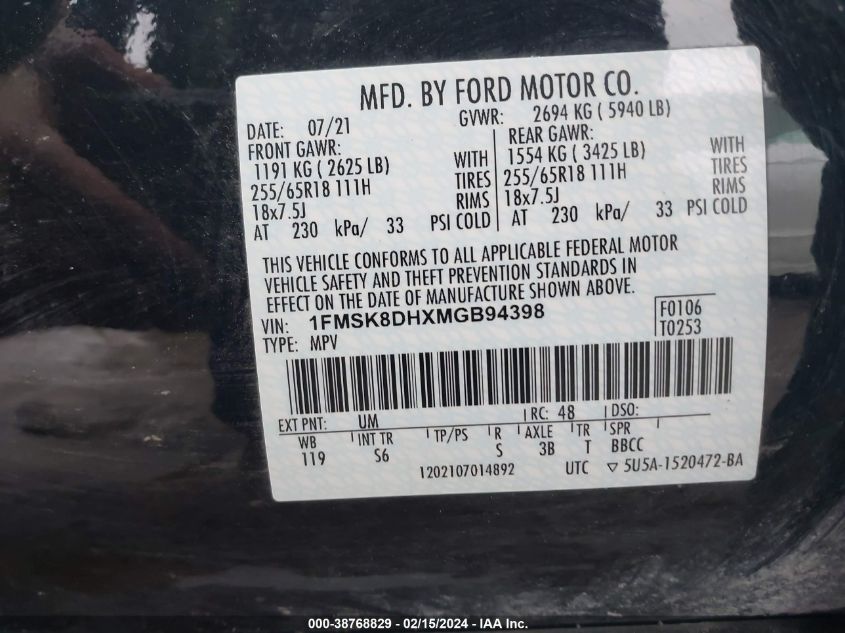 MFD. BY FORD MOTOR CO.
DATE: 07/21 GVWR: 2694 KG ( 5940 LB)
FRONT GAWR: REAR GAWR:
1191 KG ( 2625 LB) WITH 1554 KG ( 3425 LB) WITH
255/65R18 111H TIRES 255/65R18 111H TIRES
18x7.5J RIMS 18x7.5J RIMS
AT 230 kPa/ 33 PSI COLD AT 230 kPa/ 33 PSI COLD
THIS VEHICLE CONFORMS TO ALL APPLICABLE FEDERAL MOTOR
VEHICLE SAFETY AND THEFT PREVENTION STANDARDS IN
EFFECT ON THE DATE OF MANUFACTURE SHOWN ABOVE.
VIN: 1FMSK8DHXMGB94398 F0106
TYPE: MPV T0253
EXT PNT: UM RC: 48 DSO:
WB INT TR TP/PS R AXLE TR SPR
119 S6 S 3B T BBCC
1202107014892 UTC ▽ 5U5A-1520472-BA
000-38768829 - 02/15/2024 - IAA Inc.